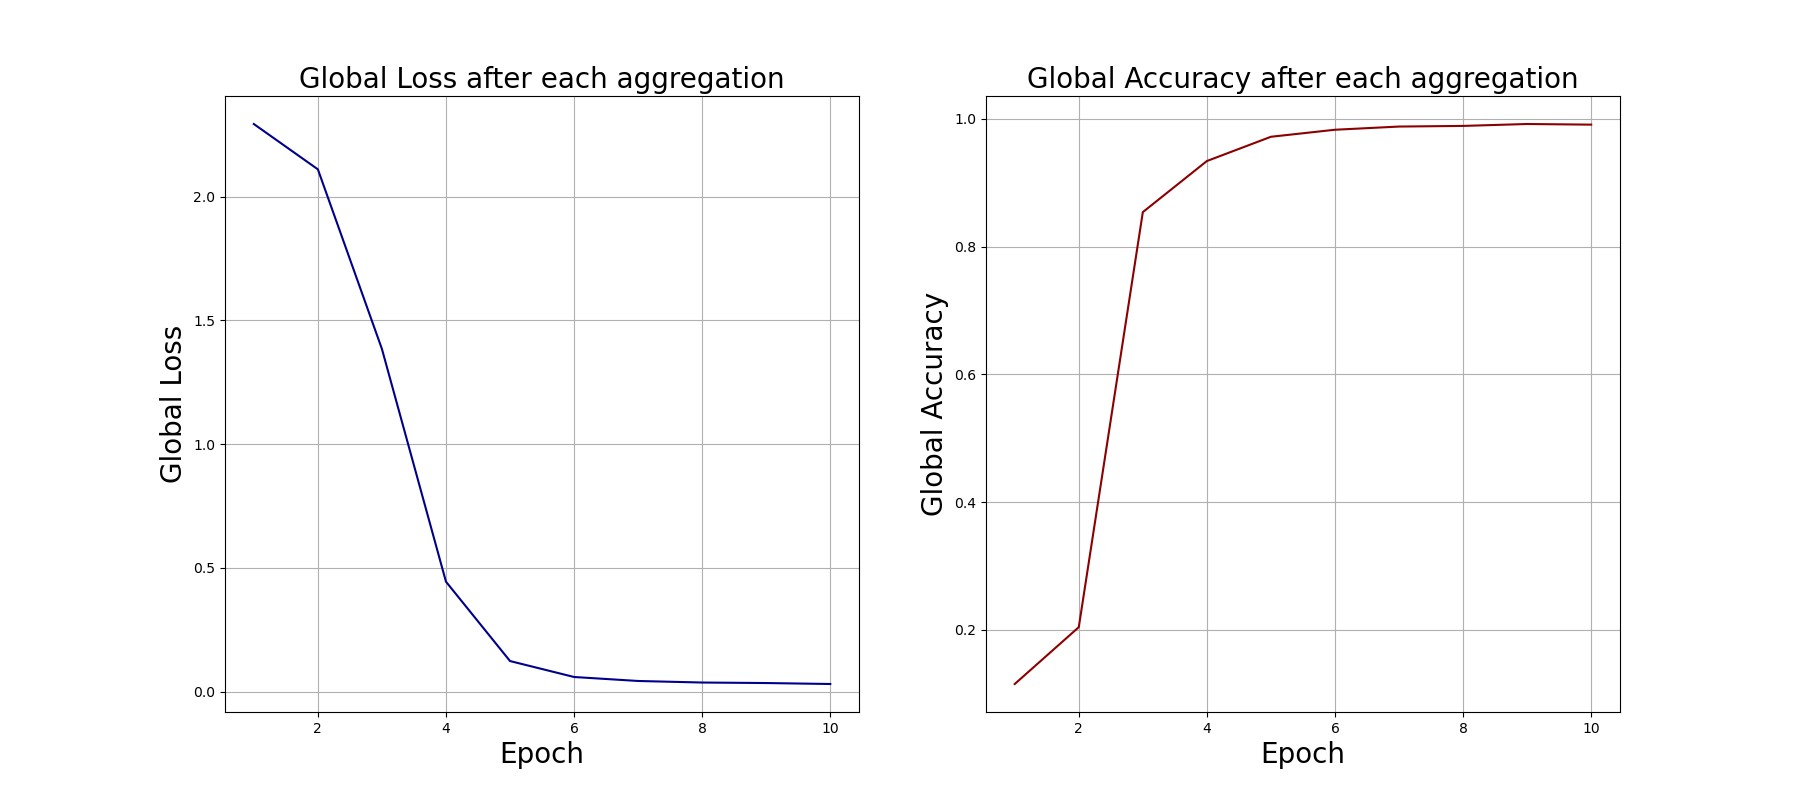 Global Loss after each aggregation
Global Loss
2.0
1.5
1.0
0.5
0.0
2 4 6 8 10
Epoch
Global Accuracy after each aggregation
Global Accuracy
1.0
0.8
0.6
0.4
0.2
2 4 6 8 10
Epoch